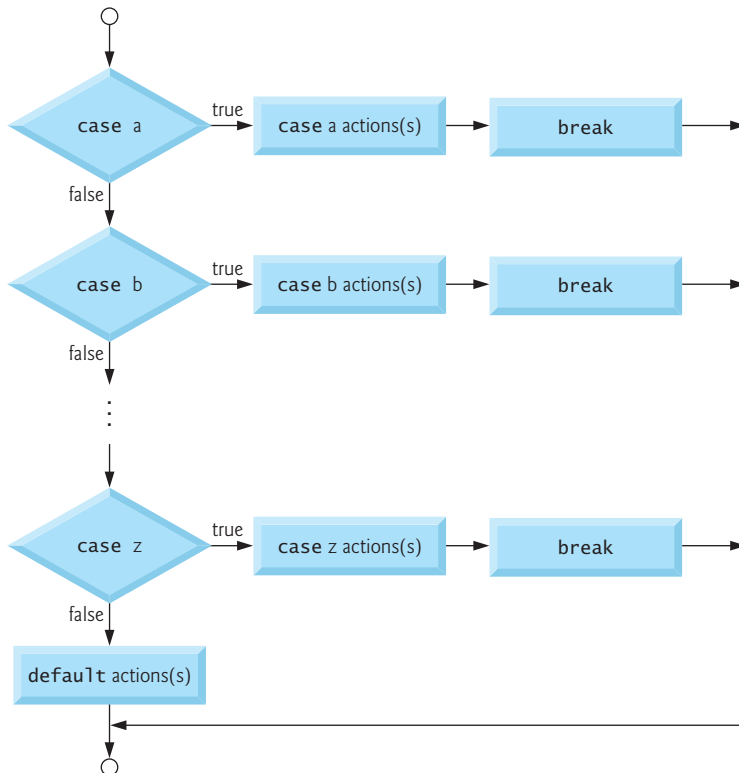 case a
true
case a actions(s)
break
false
case b
true
case b actions(s)
break
false
case z
true
case z actions(s)
break
false
default actions(s)